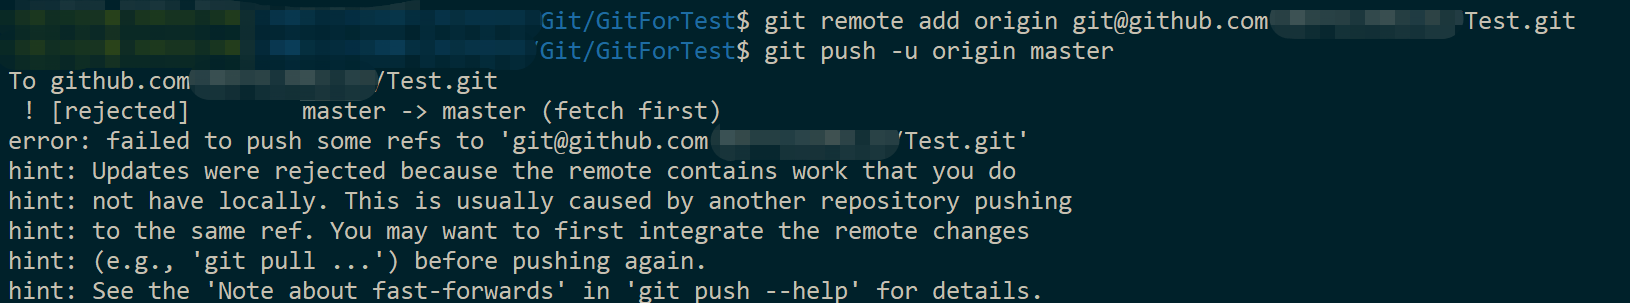 Git/GitForTest$ git remote add origin git@github.com Test.git
Git/GitForTest$ git push -u origin master
To github.com /Test.git
 ! [rejected]        master -> master (fetch first)
error: failed to push some refs to 'git@github.com /Test.git'
hint: Updates were rejected because the remote contains work that you do
hint: not have locally. This is usually caused by another repository pushing
hint: to the same ref. You may want to first integrate the remote changes
hint: (e.g., 'git pull ...') before pushing again.
hint: See the 'Note about fast-forwards' in 'git push --help' for details.